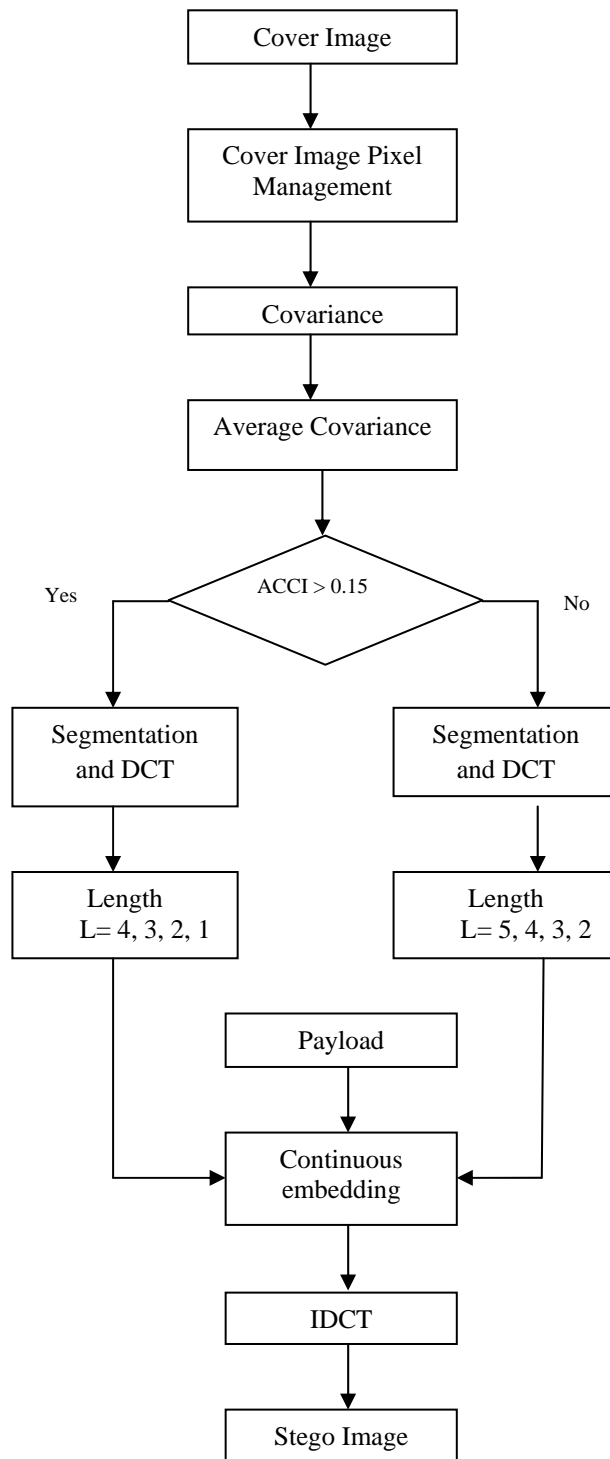 Cover Image
Cover Image Pixel
Management
Covariance
Average Covariance
ACCI > 0.15
Yes
No
Segmentation
and DCT
Segmentation
and DCT
Length
L= 4, 3, 2, 1
Length
L= 5, 4, 3, 2
Payload
Continuous
embedding
IDCT
Stego Image